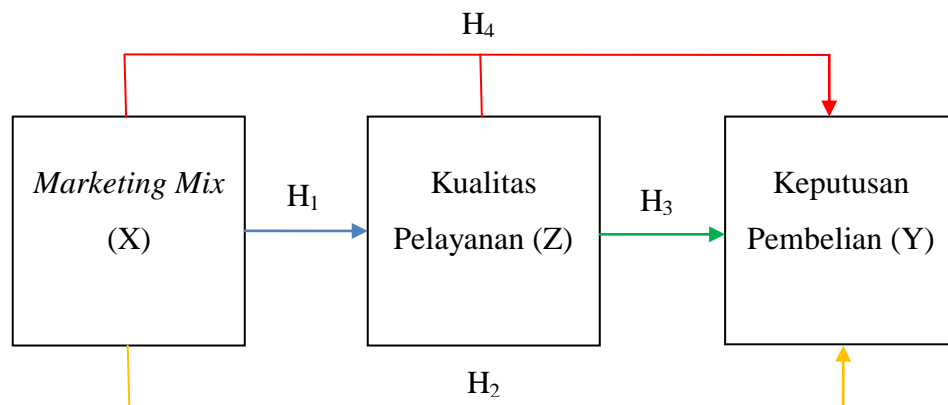 H₄
Marketing Mix
(X)
H₁
Kualitas
Pelayanan (Z)
H₃
Keputusan
Pembelian (Y)
H₂